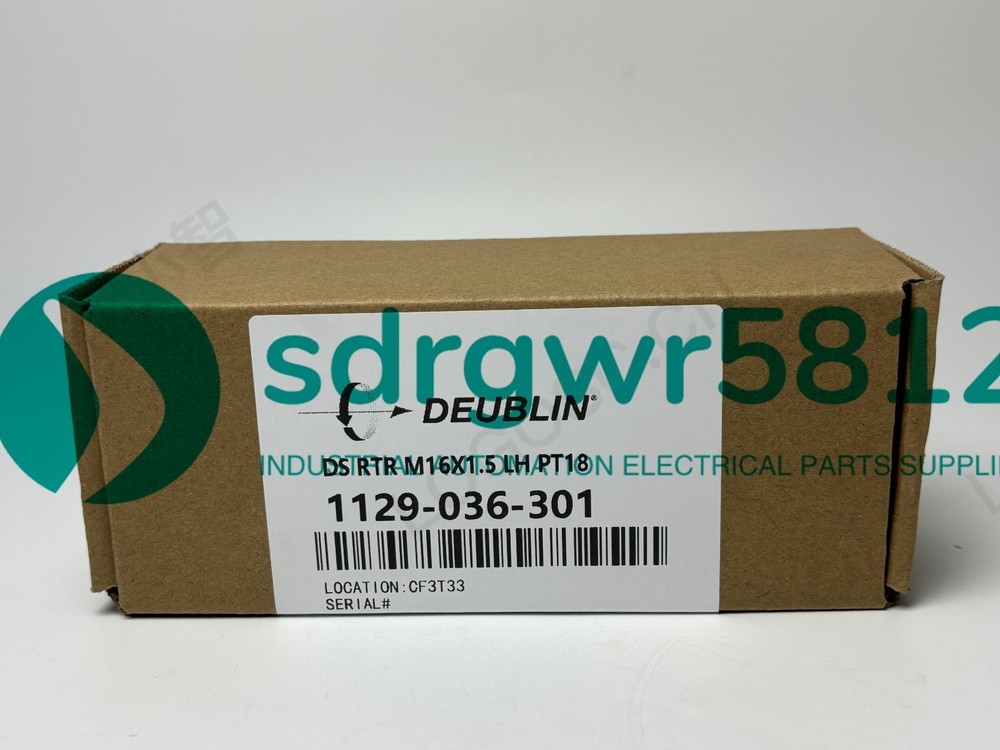 sdrawr5812
DEUBLIN®
INDUSTRIAL AUTOMATION ELECTRICAL PARTS SUPPLI
DS RTR M16X1.5 LH PT18
1129-036-301
LOCATION:CF3T33
SERIAL#